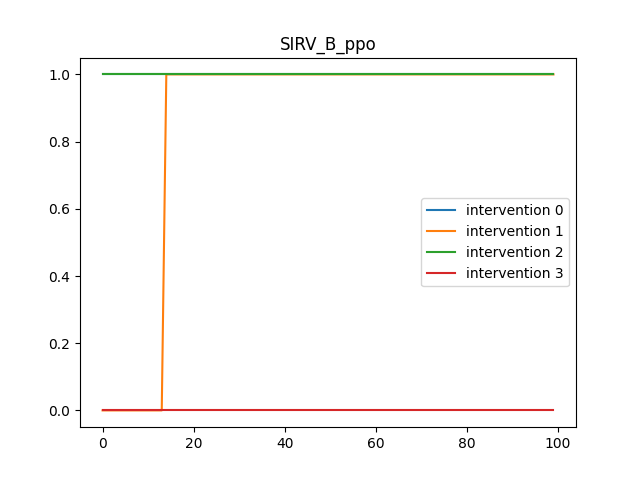 SIRV_B_ppo
1.0
0.8
0.6
0.4
0.2
0.0
intervention 0
intervention 1
intervention 2
intervention 3
0 20 40 60 80 100